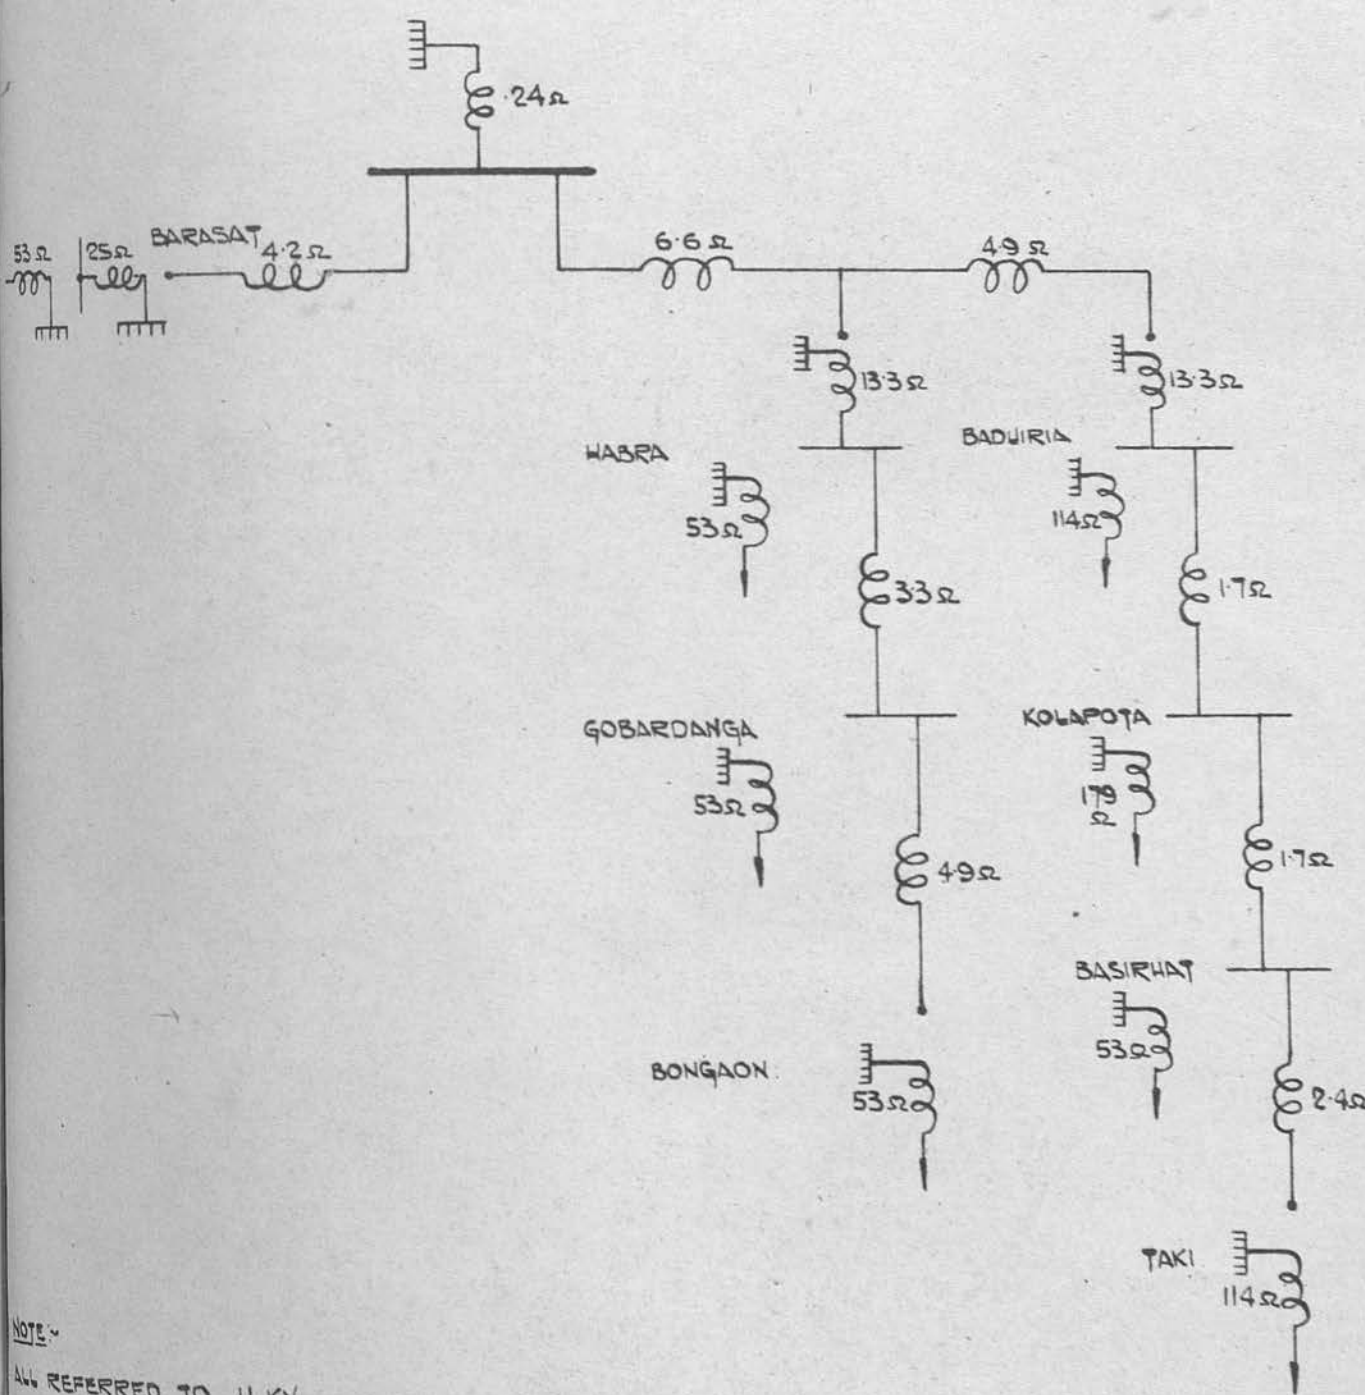 ·24Ω
BARASAT
53Ω
25Ω
4·2Ω
6·6Ω
4·9Ω
13·3Ω
13·3Ω
HABRA
BADURIA
53Ω
114Ω
3·3Ω
1·7Ω
GOBARDANGA
KOLAPOTA
53Ω
179
Ω
4·9Ω
1·7Ω
BASIRHAT
53Ω
BONGAON.
53Ω
2·4Ω
TAKI
114Ω
NOTE:~
ALL REFERRED TO 11 KV